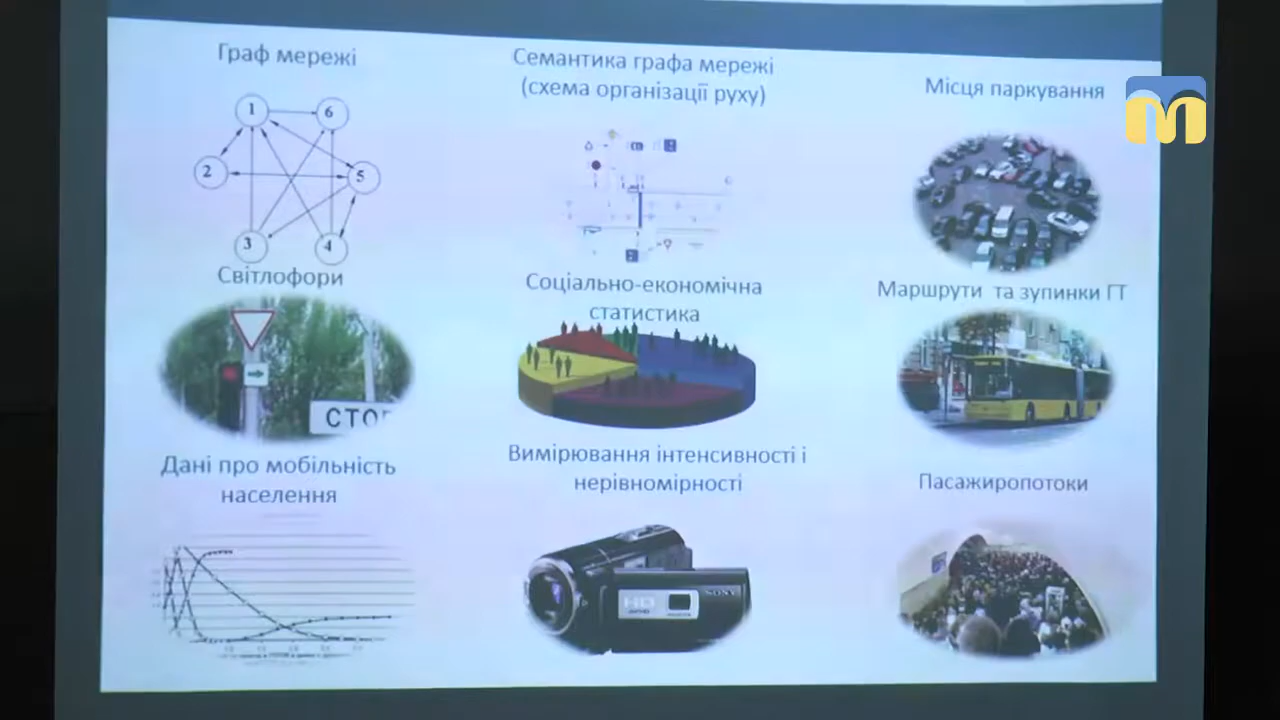 Граф мережі
Семантика графа мережі
(схема організації руху)
Місця паркування
1
6
2
5
3
4
Світлофори
Соціально-економічна
статистика
Маршрути та зупинки ГТ
СТО
Дані про мобільність
населення
Вимірювання інтенсивності і
нерівномірності
Пасажиропотоки
HD
SONY